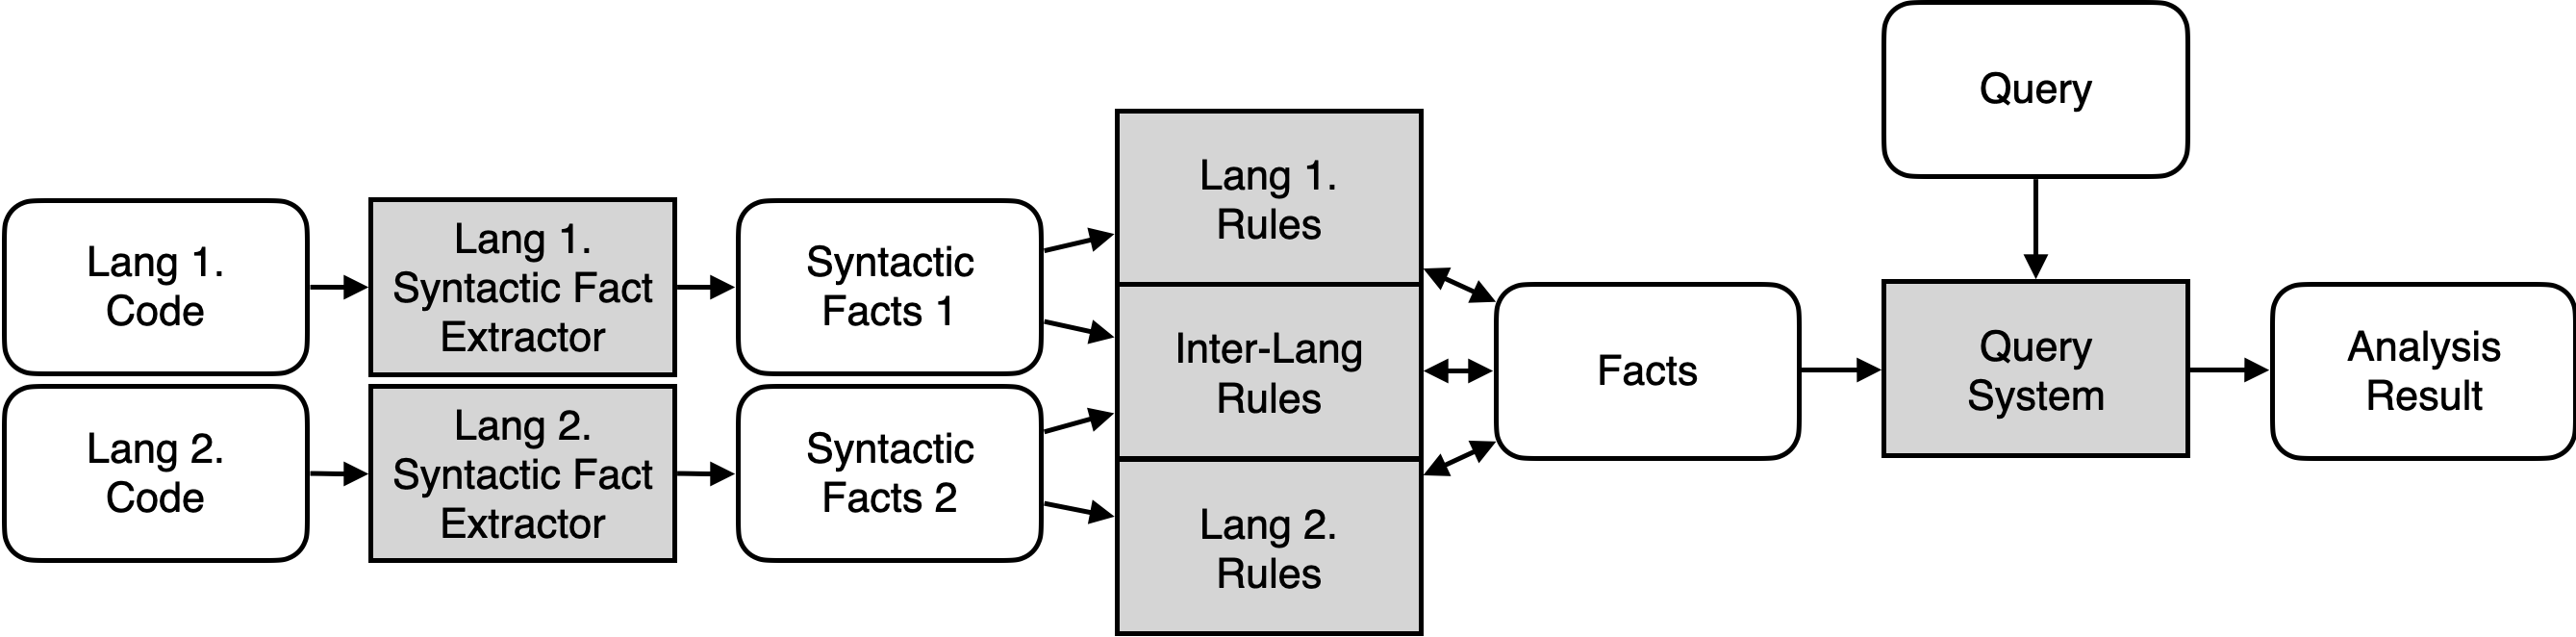 Lang 1.
Code
Lang 1.
Syntactic Fact
Extractor
Syntactic
Facts 1
Lang 2.
Code
Lang 2.
Syntactic Fact
Extractor
Syntactic
Facts 2
Lang 1.
Rules
Inter-Lang
Rules
Lang 2.
Rules
Facts
Query
Query
System
Analysis
Result